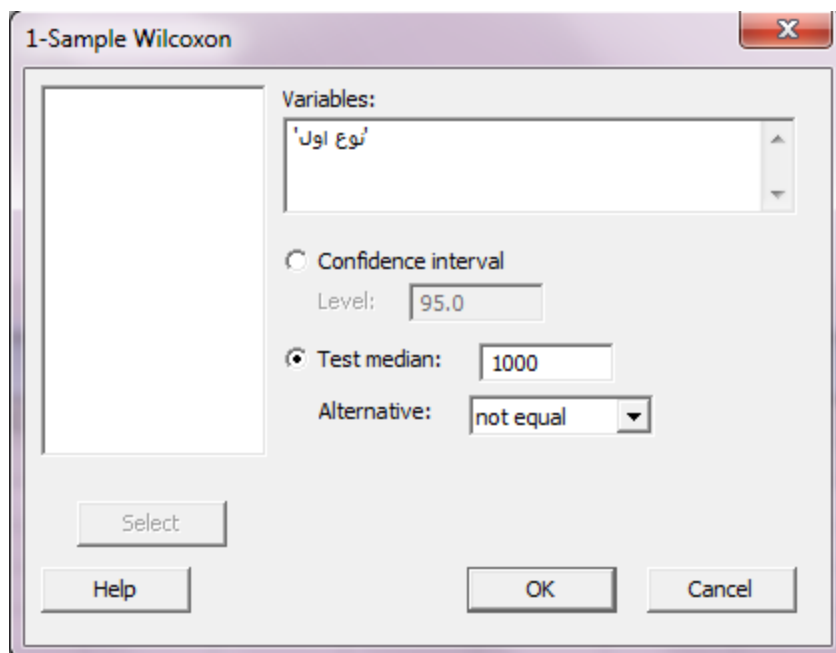 1-Sample Wilcoxon
Variables:
'نوع اول'
Confidence interval
Level: 95.0
Test median: 1000
Alternative: not equal
Select
Help OK Cancel